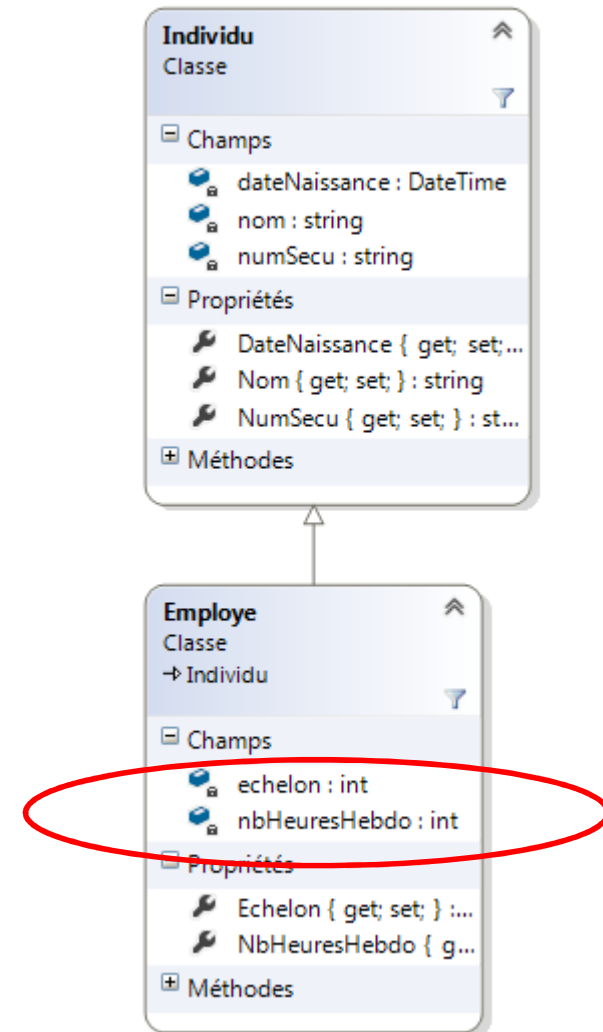 Individu
Classe
Champs
dateNaissance : DateTime
nom : string
numSecu : string
Propriétés
DateNaissance { get; set;...
Nom { get; set; } : string
NumSecu { get; set; } : st...
Méthodes
Employe
Classe
Individu
Champs
echelon : int
nbHeuresHebdo : int
Propriétés
Echelon { get; set; } :...
NbHeuresHebdo { g...
Méthodes